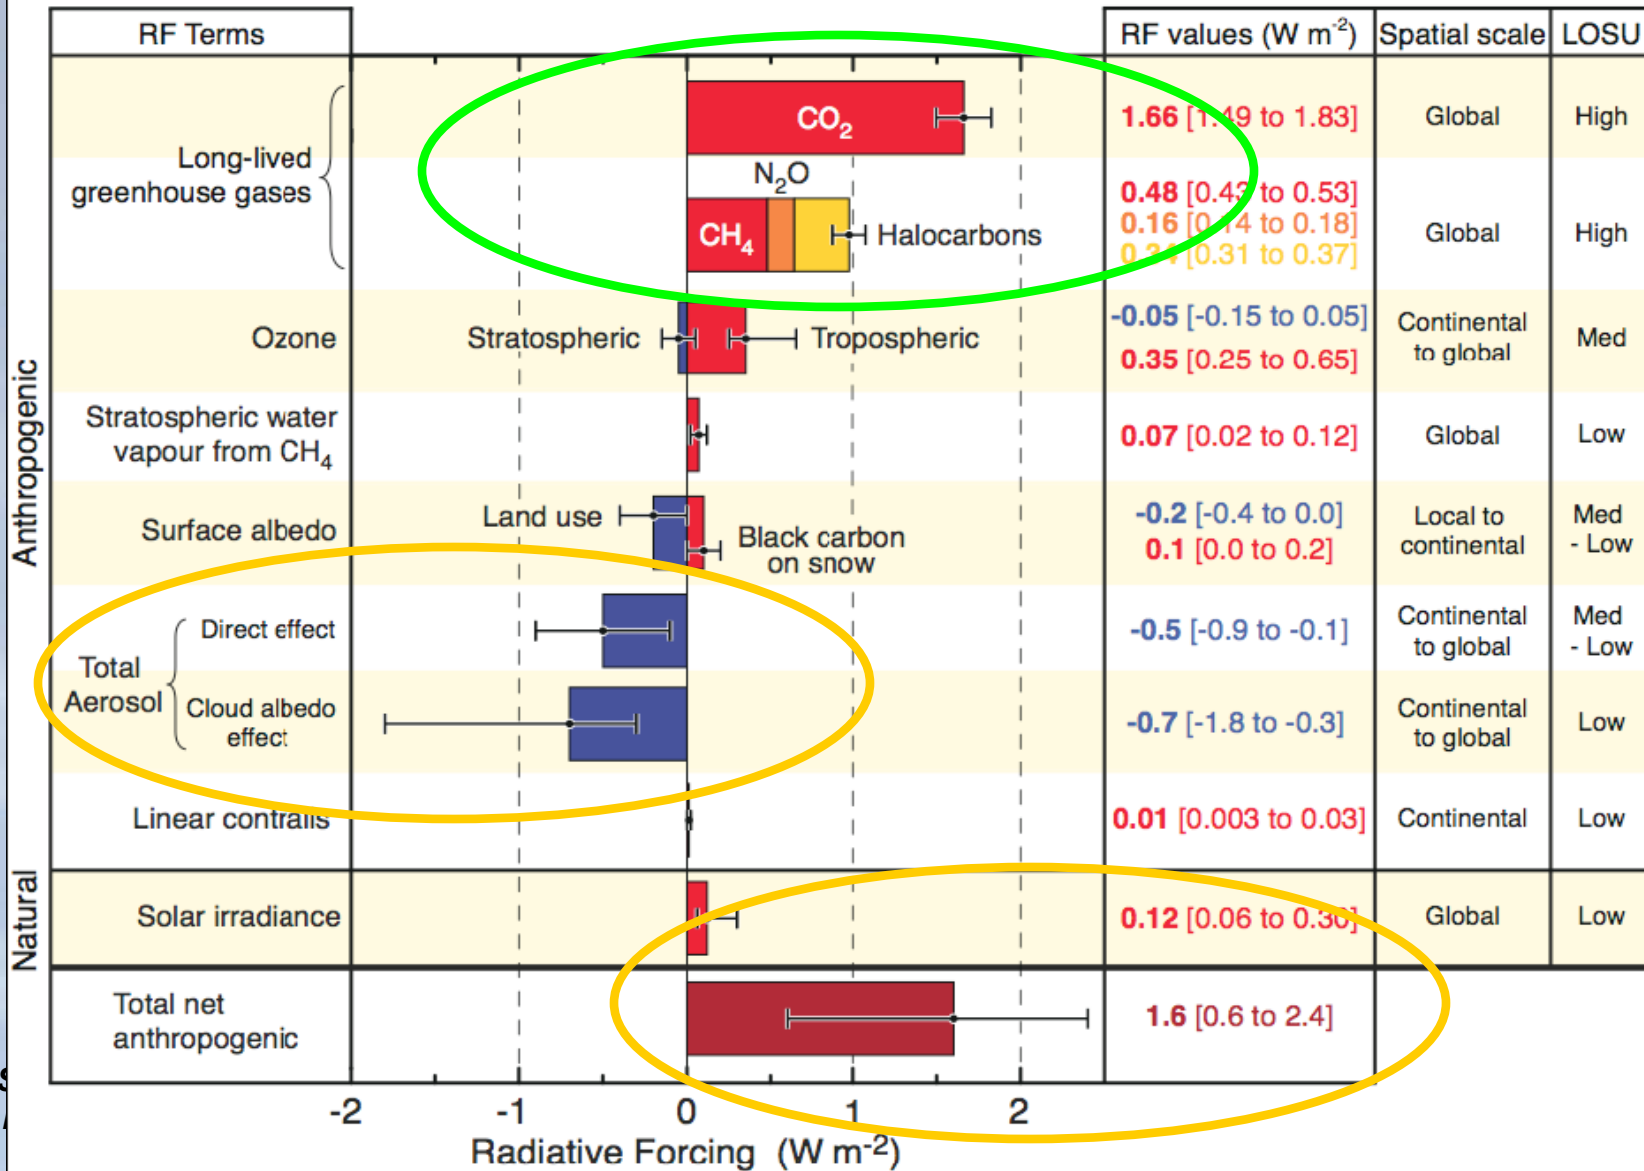 RF Terms
RF values (W m-2)
Spatial scale
LOSU
Anthropogenic
Long-lived
greenhouse gases
CO2
1.66 [1.49 to 1.83]
Global
High
N2O
CH4
Halocarbons
0.48 [0.43 to 0.53]
0.16 [0.14 to 0.18]
0.34 [0.31 to 0.37]
Global
High
Ozone
Stratospheric
Tropospheric
-0.05 [-0.15 to 0.05]
0.35 [0.25 to 0.65]
Continental
to global
Med
Stratospheric water
vapour from CH4
0.07 [0.02 to 0.12]
Global
Low
Surface albedo
Land use
Black carbon
on snow
-0.2 [-0.4 to 0.0]
0.1 [0.0 to 0.2]
Local to
continental
Med
- Low
Total
Aerosol
Direct effect
-0.5 [-0.9 to -0.1]
Continental
to global
Med
- Low
Cloud albedo
effect
-0.7 [-1.8 to -0.3]
Continental
to global
Low
Linear contrails
0.01 [0.003 to 0.03]
Continental
Low
Natural
Solar irradiance
0.12 [0.06 to 0.30]
Global
Low
Total net
anthropogenic
1.6 [0.6 to 2.4]
-2 -1 0 1 2
Radiative Forcing (W m-2)